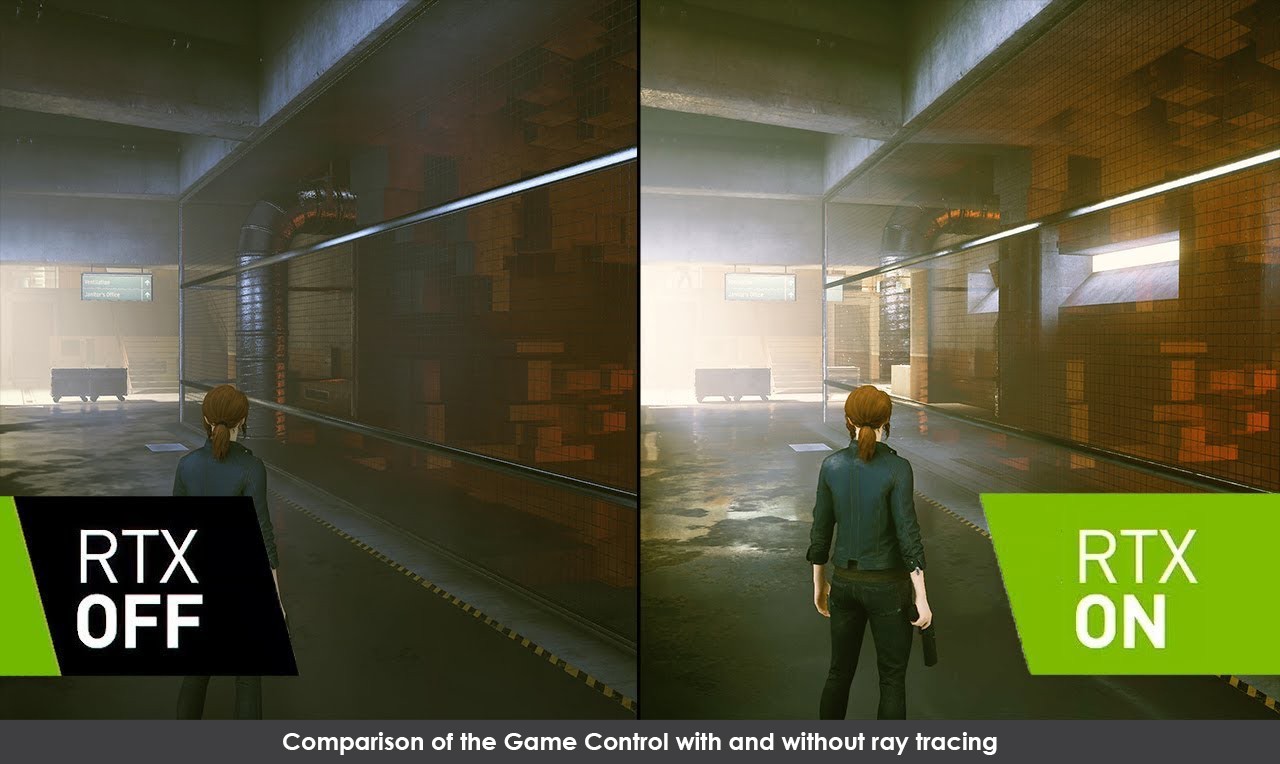 RTX
OFF
RTX
ON
Comparison of the Game Control with and without ray tracing